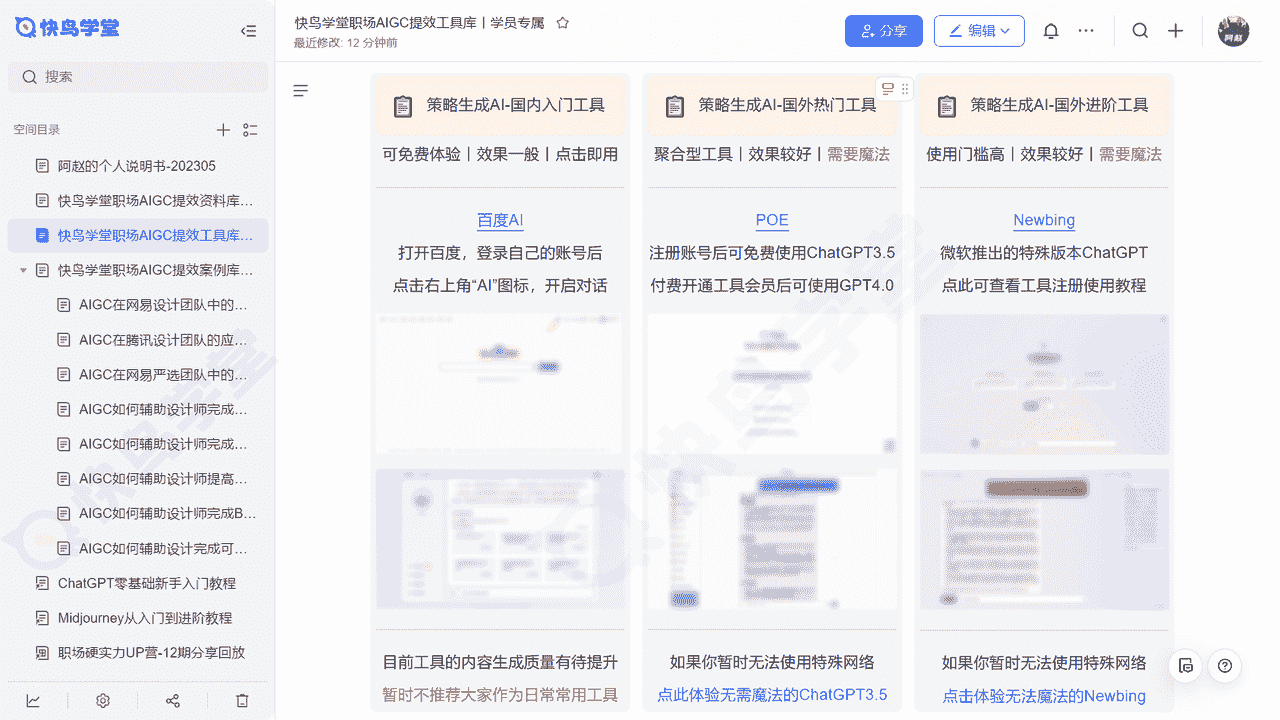 快鸟学堂
搜索
空间目录
阿赵的个人说明书-202305
快鸟学堂职场AIGC提效资料库...
快鸟学堂职场AIGC提效工具库...
快鸟学堂职场AIGC提效案例库...
AIGC在网易设计团队中的...
AIGC在腾讯设计团队的应...
AIGC在网易严选团队中的...
AIGC如何辅助设计师完成...
AIGC如何辅助设计师完成...
AIGC如何辅助设计师提高...
AIGC如何辅助设计师完成B...
AIGC如何辅助设计完成可...
ChatGPT零基础新手入门教程
Midjourney从入门到进阶教程
职场硬实力UP营-12期分享回放
快鸟学堂职场AIGC提效工具库丨学员专属
最近修改: 12 分钟前
分享
编辑
阿赵
策略生成AI-国内入门工具
可免费体验丨效果一般丨点击即用
百度AI
打开百度，登录自己的账号后
点击右上角“AI”图标，开启对话
目前工具的内容生成质量有待提升
暂时不推荐大家作为日常常用工具
策略生成AI-国外热门工具
聚合型工具丨效果较好丨需要魔法
POE
注册账号后可免费使用ChatGPT3.5
付费开通工具会员后可使用GPT4.0
如果你暂时无法使用特殊网络
点此体验无需魔法的ChatGPT3.5
策略生成AI-国外进阶工具
使用门槛高丨效果较好丨需要魔法
Newbing
微软推出的特殊版本ChatGPT
点此可查看工具注册使用教程
如果你暂时无法使用特殊网络
点击体验无法魔法的Newbing
快鸟学堂
快鸟学堂